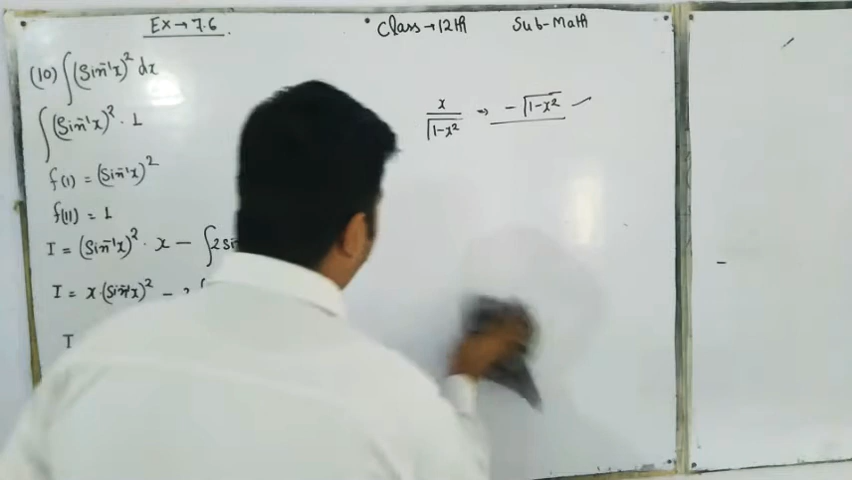 Ex → 7.6
Class → 12th Sub-Math
(10) ∫(Sin⁻¹x)² dx
∫(Sin⁻¹x)² · 1
f(I) = (Sin⁻¹x)²
f(II) = 1
I = (Sin⁻¹x)² · x - ∫2 Sin
I = x·(Sin⁻¹x)² - 2∫
I
x/√1-x² → -√1-x²